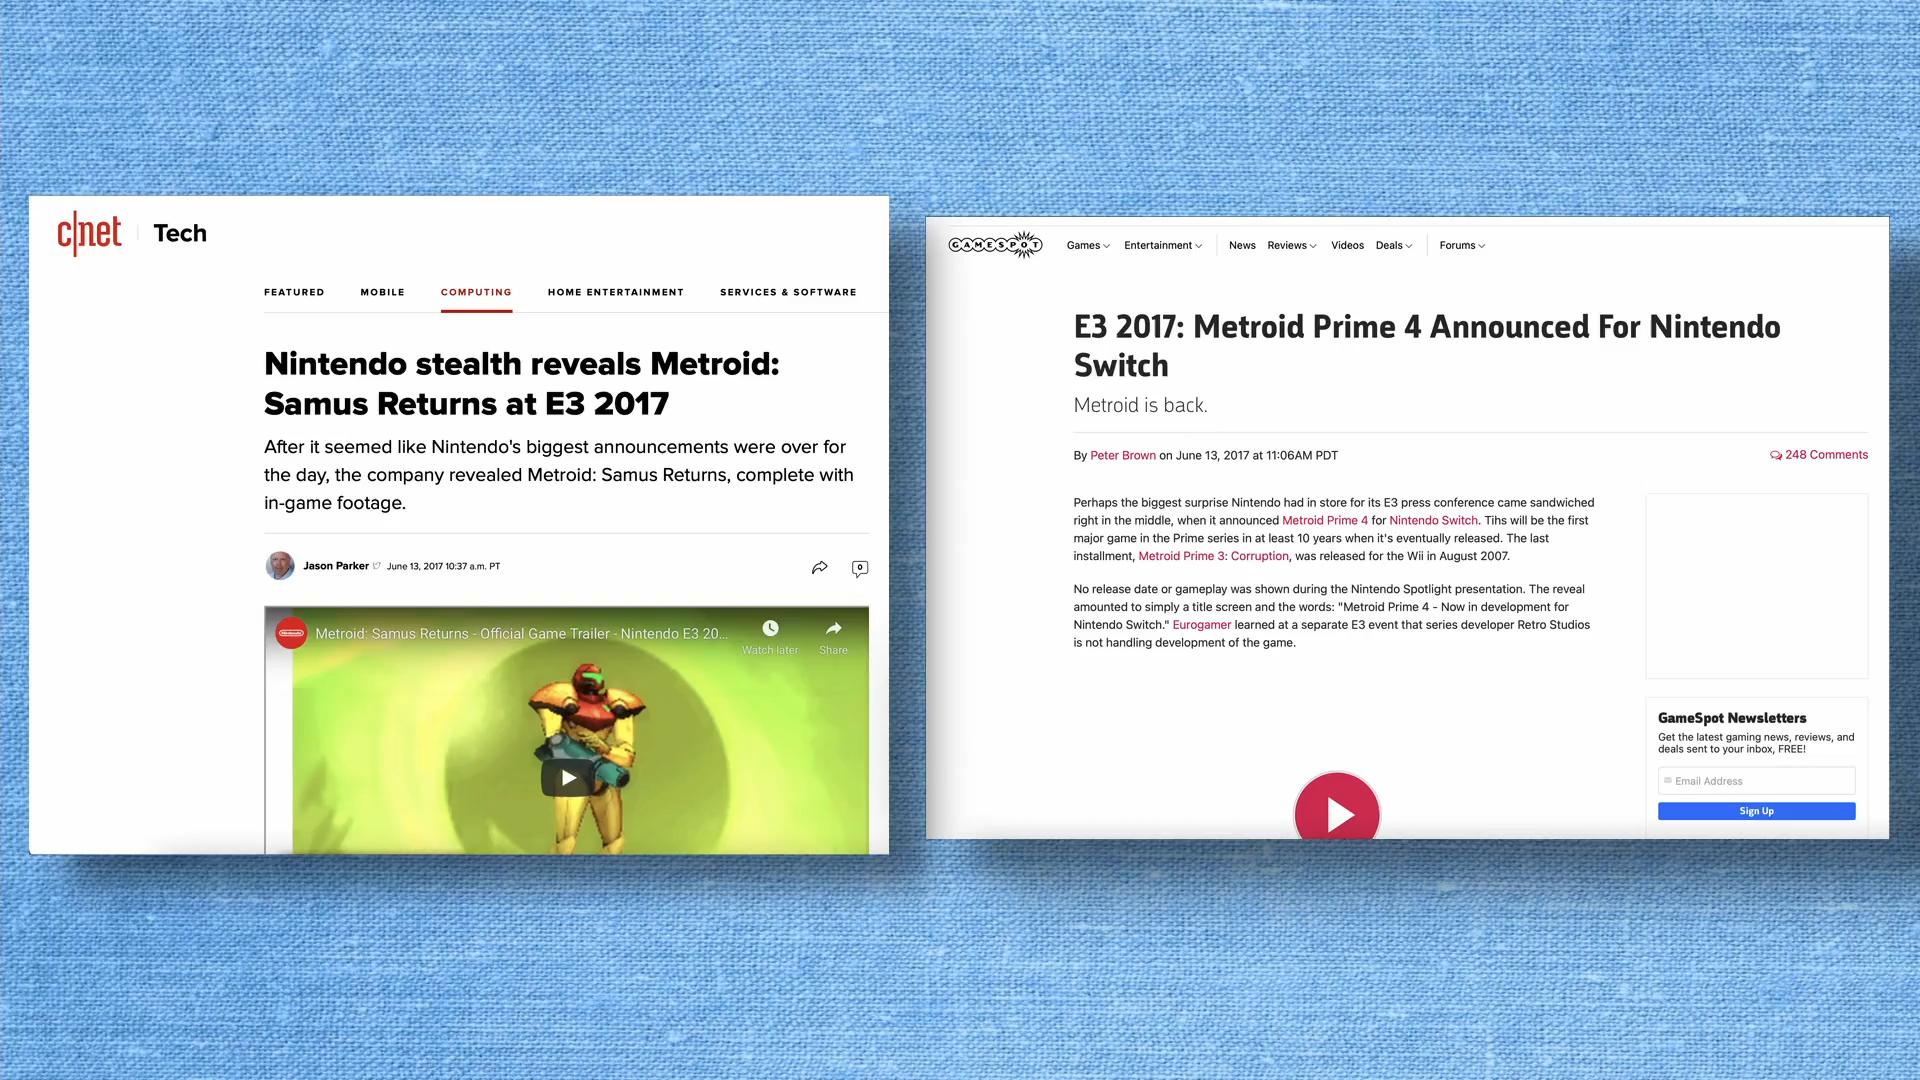 c|net Tech
FEATURED MOBILE COMPUTING HOME ENTERTAINMENT SERVICES & SOFTWARE
Nintendo stealth reveals Metroid:
Samus Returns at E3 2017
After it seemed like Nintendo's biggest announcements were over for
the day, the company revealed Metroid: Samus Returns, complete with
in-game footage.
Jason Parker June 13, 2017 10:37 a.m. PT
0
Nintendo
Metroid: Samus Returns - Official Game Trailer - Nintendo E3 20...
Watch later Share
GAMESPOT Games Entertainment News Reviews Videos Deals Forums
E3 2017: Metroid Prime 4 Announced For Nintendo
Switch
Metroid is back.
By Peter Brown on June 13, 2017 at 11:06AM PDT
248 Comments
Perhaps the biggest surprise Nintendo had in store for its E3 press conference came sandwiched
right in the middle, when it announced Metroid Prime 4 for Nintendo Switch. Tihs will be the first
major game in the Prime series in at least 10 years when it's eventually released. The last
installment, Metroid Prime 3: Corruption, was released for the Wii in August 2007.
No release date or gameplay was shown during the Nintendo Spotlight presentation. The reveal
amounted to simply a title screen and the words: "Metroid Prime 4 - Now in development for
Nintendo Switch." Eurogamer learned at a separate E3 event that series developer Retro Studios
is not handling development of the game.
GameSpot Newsletters
Get the latest gaming news, reviews, and
deals sent to your inbox, FREE!
Email Address
Sign Up